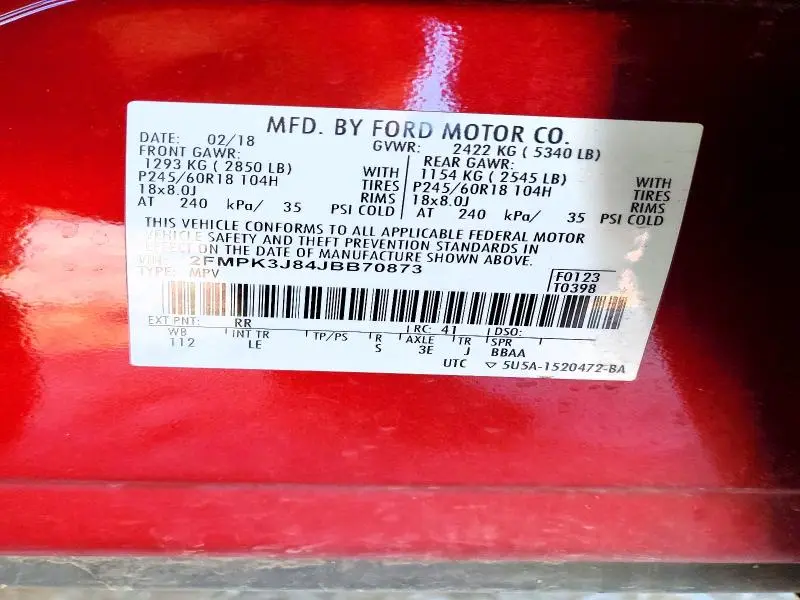 MFD. BY FORD MOTOR CO.
DATE: 02/18 GVWR: 2422 KG ( 5340 LB)
FRONT GAWR: REAR GAWR:
1293 KG ( 2850 LB) WITH 1154 KG ( 2545 LB) WITH
P245/60R18 104H TIRES P245/60R18 104H TIRES
18x8.0J RIMS 18x8.0J RIMS
AT 240 kPa/ 35 PSI COLD AT 240 kPa/ 35 PSI COLD
THIS VEHICLE CONFORMS TO ALL APPLICABLE FEDERAL MOTOR
VEHICLE SAFETY AND THEFT PREVENTION STANDARDS IN
EFFECT ON THE DATE OF MANUFACTURE SHOWN ABOVE.
VIN: 2FMPK3J84JBB70873 F0123
TYPE: MPV T0398
EXT PNT: RR RC: 41 DSO:
WB INT TR TP/PS R AXLE TR SPR
112 LE S 3E J BBAA
UTC ▽ 5U5A-1520472-BA